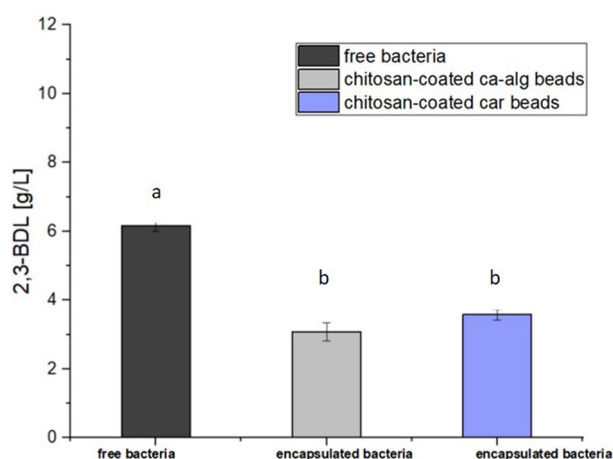 12
10
8
6
4
2
0
2,3-BDL [g/L]
free bacteria
chitosan-coated ca-alg beads
chitosan-coated car beads
a
b
b
free bacteria
encapsulated bacteria
encapsulated bacteria